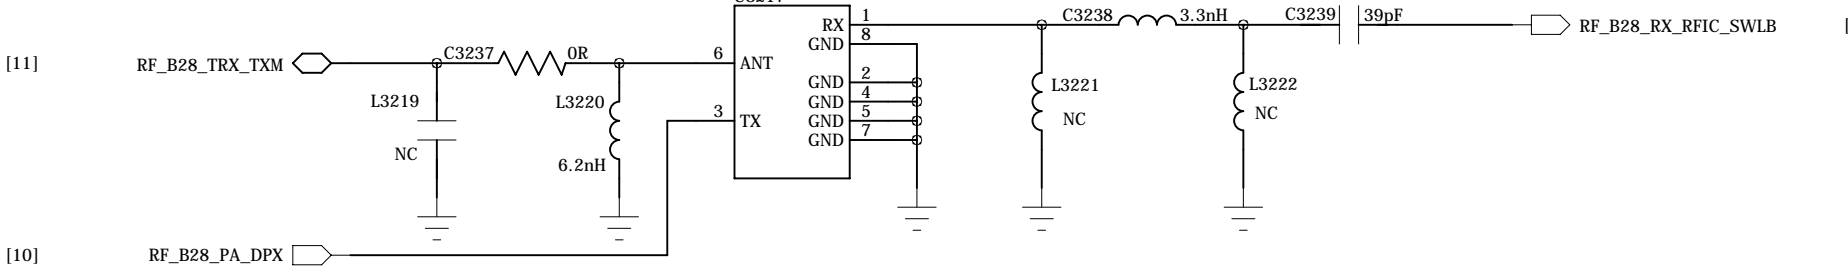 RX 1 C3238 3.3nH C3239 39pF RF_B28_RX_RFIC_SWLB
GND 8
[11] RF_B28_TRX_TXM C3237 0R 6 ANT
GND 2
L3219 L3220 L3221 L3222
GND 4
3 TX GND 5
NC NC
GND 7
NC 6.2nH
[10] RF_B28_PA_DPX